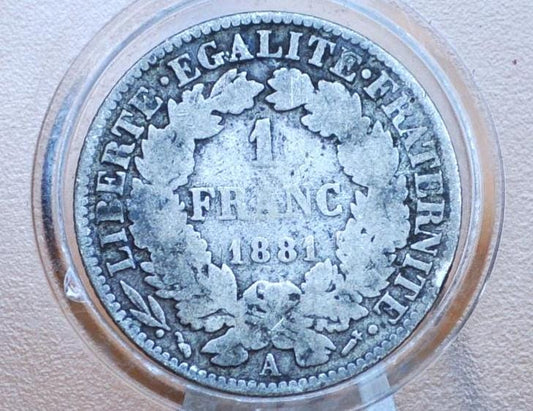 LIBERTE · EGALITE · FRATERNITE ·
1
FRANC
1881
A